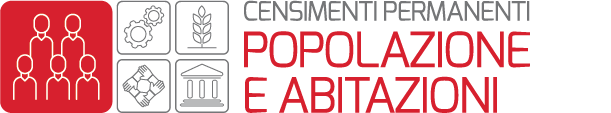 CENSIMENTI PERMANENTI
POPOLAZIONE
E ABITAZIONI